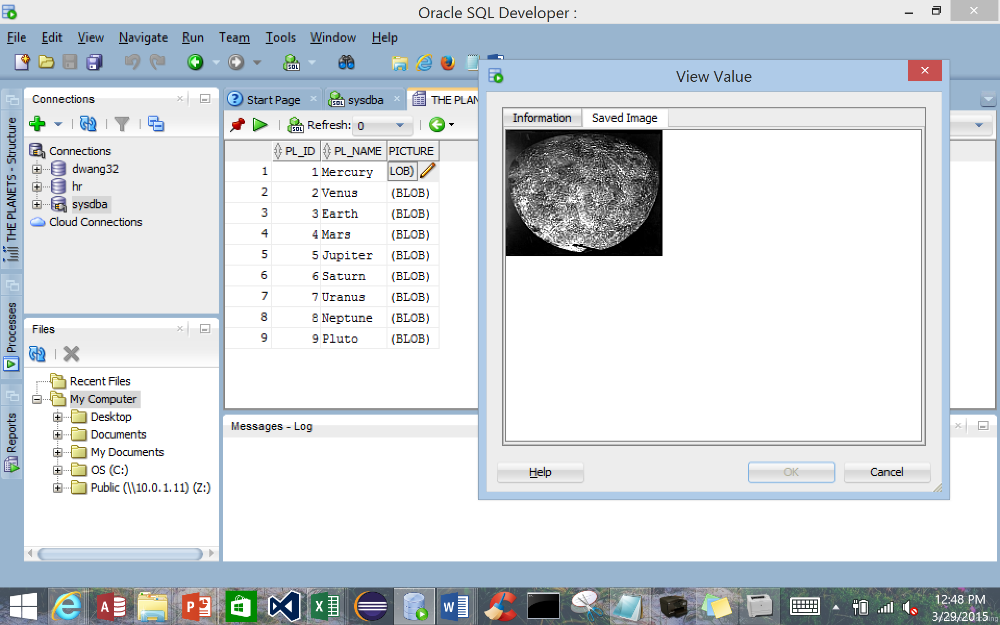 Oracle SQL Developer :
File Edit View Navigate Run Team Tools Window Help
View Value
Connections
Start Page
sysdba
THE PLAN
Refresh: 0
Information
Saved Image
THE PLANETS - Structure
Processes
Reports
Connections
dwang32
hr
sysdba
Cloud Connections
PL_ID PL_NAME PICTURE
1 1 Mercury LOB)
2 2 Venus (BLOB)
3 3 Earth (BLOB)
4 4 Mars (BLOB)
5 5 Jupiter (BLOB)
6 6 Saturn (BLOB)
7 7 Uranus (BLOB)
8 8 Neptune (BLOB)
9 9 Pluto (BLOB)
Files
Recent Files
My Computer
Desktop
Documents
My Documents
OS (C:)
Public (\\10.0.1.11) (Z:)
Messages - Log
Help
OK
Cancel
12:48 PM
3/29/2015